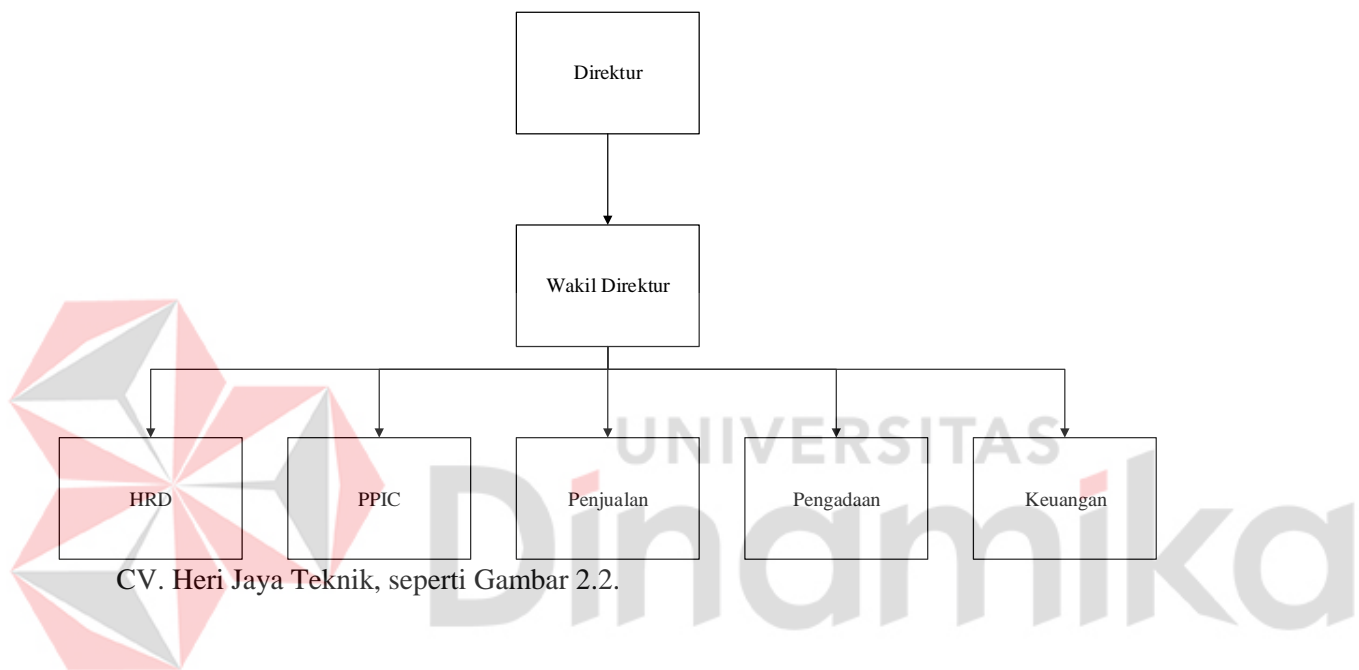 Direktur
Wakil Direktur
HRD
PPIC
Penjualan
Pengadaan
Keuangan
UNIVERSITAS
Dinamika
CV. Heri Jaya Teknik, seperti Gambar 2.2.